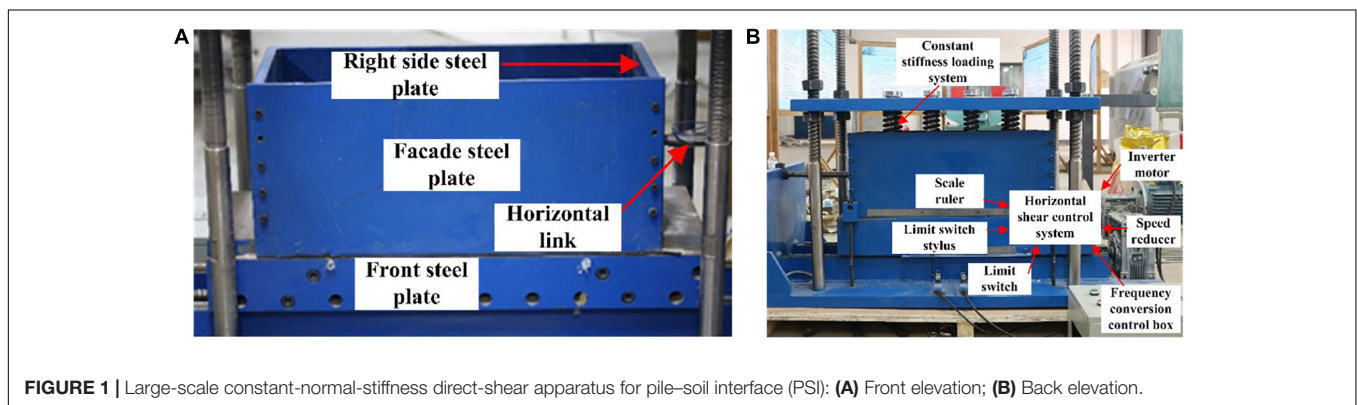 A
Right side steel
plate
Facade steel
plate
Horizontal
link
Front steel
plate
B
Constant
stiffness loading
system
Inverter
motor
Scale
ruler
Horizontal
shear control
system
Limit switch
stylus
Speed
reducer
Limit
switch
Frequency
conversion
control box
FIGURE 1 | Large-scale constant-normal-stiffness direct-shear apparatus for pile–soil interface (PSI): (A) Front elevation; (B) Back elevation.